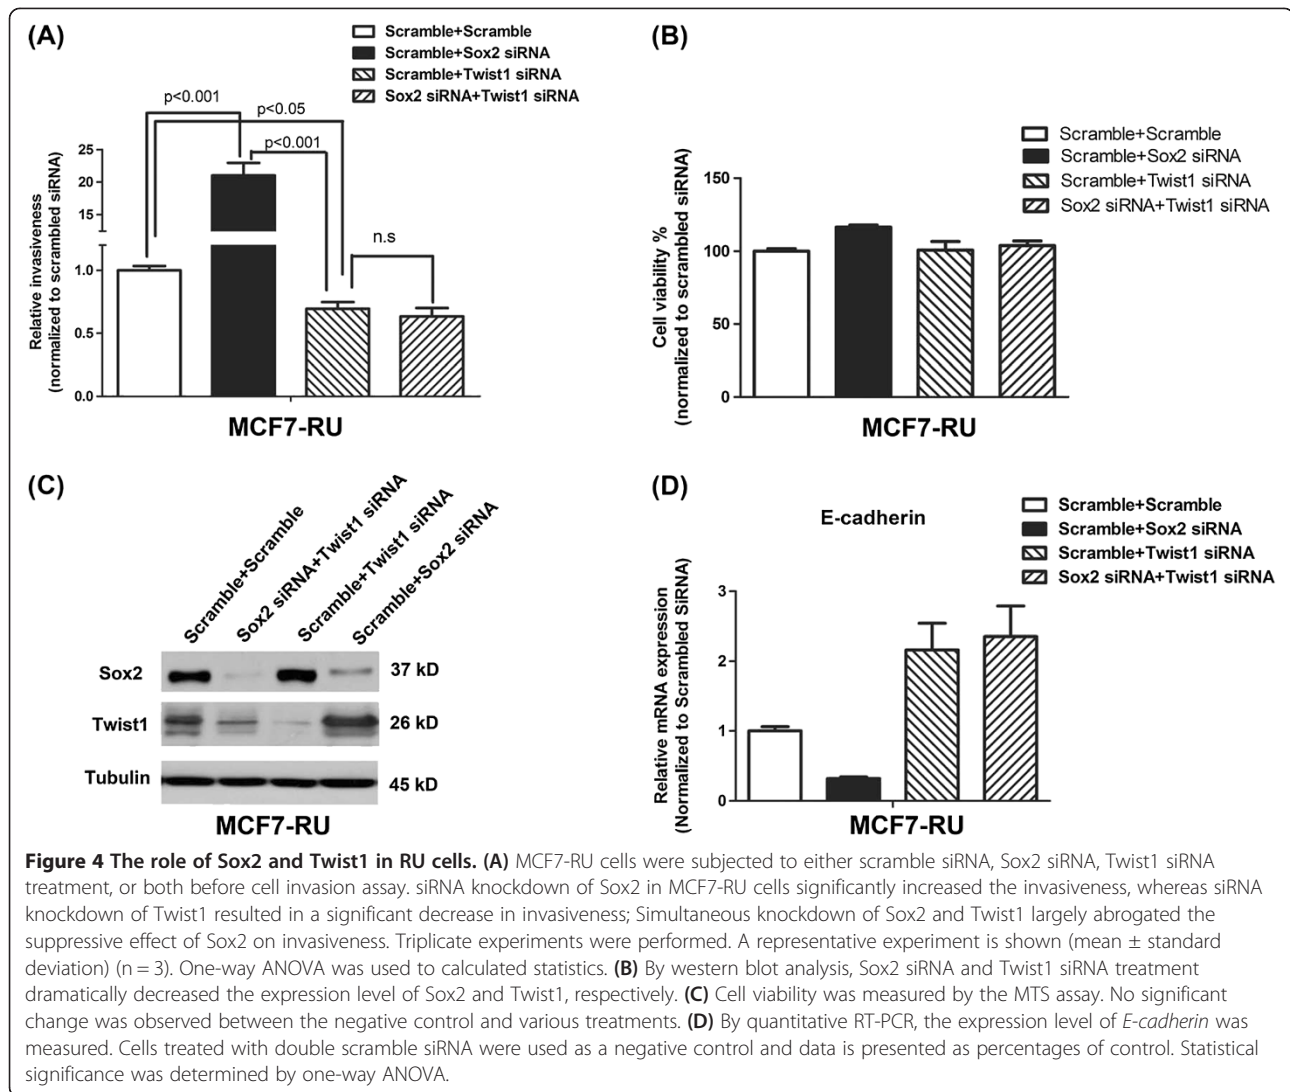 (A)
Scramble+Scramble
Scramble+Sox2 siRNA
Scramble+Twist1 siRNA
Sox2 siRNA+Twist1 siRNA
p<0.001
p<0.05
p<0.001
n.s
Relative invasiveness
(normalized to scrambled siRNA)
25
20
15
1.0
0.5
0.0
MCF7-RU
(B)
Scramble+Scramble
Scramble+Sox2 siRNA
Scramble+Twist1 siRNA
Sox2 siRNA+Twist1 siRNA
Cell viability %
(normalized to scrambled siRNA)
150
100
50
0
MCF7-RU
(C)
Scramble+Scramble
Sox2 siRNA+Twist1 siRNA
Scramble+Twist1 siRNA
Scramble+Sox2 siRNA
Sox2
37 kD
Twist1
26 kD
Tubulin
45 kD
MCF7-RU
(D)
E-cadherin
Scramble+Scramble
Scramble+Sox2 siRNA
Scramble+Twist1 siRNA
Sox2 siRNA+Twist1 siRNA
Relative mRNA expression
(Normalized to Scrambled SiRNA)
3
2
1
0
MCF7-RU
Figure 4 The role of Sox2 and Twist1 in RU cells. (A) MCF7-RU cells were subjected to either scramble siRNA, Sox2 siRNA, Twist1 siRNA
treatment, or both before cell invasion assay. siRNA knockdown of Sox2 in MCF7-RU cells significantly increased the invasiveness, whereas siRNA
knockdown of Twist1 resulted in a significant decrease in invasiveness; Simultaneous knockdown of Sox2 and Twist1 largely abrogated the
suppressive effect of Sox2 on invasiveness. Triplicate experiments were performed. A representative experiment is shown (mean ± standard
deviation) (n = 3). One-way ANOVA was used to calculated statistics. (B) By western blot analysis, Sox2 siRNA and Twist1 siRNA treatment
dramatically decreased the expression level of Sox2 and Twist1, respectively. (C) Cell viability was measured by the MTS assay. No significant
change was observed between the negative control and various treatments. (D) By quantitative RT-PCR, the expression level of E-cadherin was
measured. Cells treated with double scramble siRNA were used as a negative control and data is presented as percentages of control. Statistical
significance was determined by one-way ANOVA.